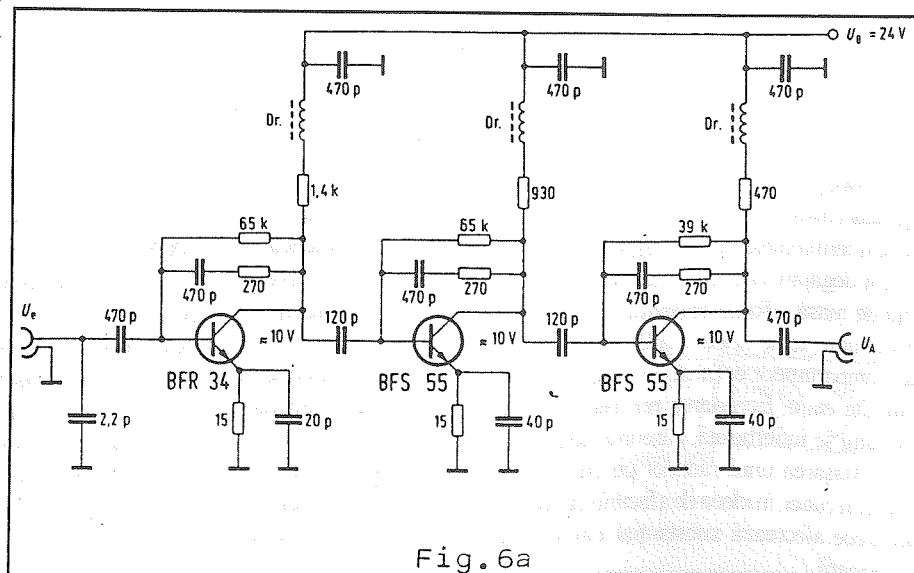 U_B = 24 V
470 p 470 p 470 p
Dr. Dr. Dr.
1,4 k 930 470
65 k 65 k 39 k
470 p 270 470 p 270 470 p 270
U_e 470 p 120 p 120 p 470 p U_A
≈ 10 V ≈ 10 V ≈ 10 V
BFR 34 BFS 55 BFS 55
2,2 p 15 20 p 15 40 p 15 40 p
Fig. 6a